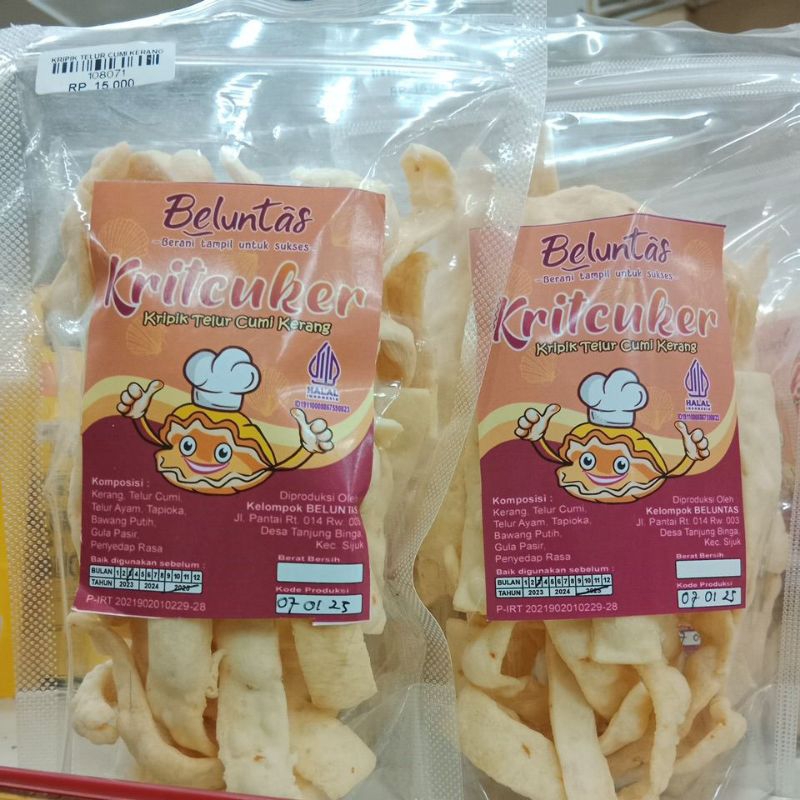 KRIPIK TELUR CUMI KERANG
108071
RP. 15.000
Beluntas
Berani tampil untuk sukses
Kritcuker
Kripik Telur Cumi Kerang
HALAL
INDONESIA
ID19110008867550823
Komposisi :
Kerang, Telur Cumi,
Telur Ayam, Tapioka,
Bawang Putih,
Gula Pasir,
Penyedap Rasa
Diproduksi Oleh
Kelompok BELUNTAS
Jl. Pantai Rt. 014 Rw. 003
Desa Tanjung Binga,
Kec. Sijuk
Baik digunakan sebelum :
BULAN 1 2 3 4 5 6 7 8 9 10 11 12
TAHUN 2023 2024 2025
P-IRT 2021902010229-28
Berat Bersih
Kode Produksi
07 01 25
Beluntas
Berani tampil untuk sukses
Kritcuker
Kripik Telur Cumi Kerang
HALAL
INDONESIA
ID19110008867550823
Komposisi :
Kerang, Telur Cumi,
Telur Ayam, Tapioka,
Bawang Putih,
Gula Pasir,
Penyedap Rasa
Diproduksi Oleh
Kelompok BELUNTAS
Jl. Pantai Rt. 014 Rw. 003
Desa Tanjung Binga,
Kec. Sijuk
Baik digunakan sebelum :
BULAN 1 2 3 4 5 6 7 8 9 10 11 12
TAHUN 2023 2024 2025
P-IRT 2021902010229-28
Berat Bersih
Kode Produksi
07 01 25